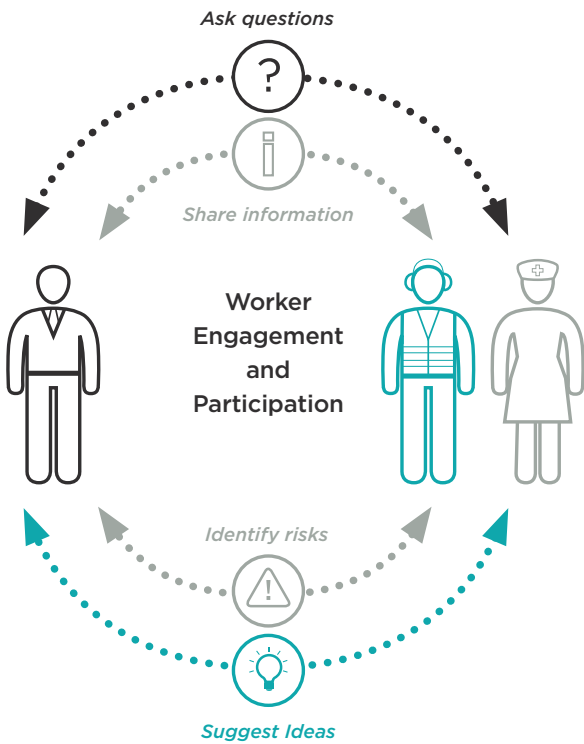 Ask questions
?
i
Share information
Worker
Engagement
and
Participation
Identify risks
!
Suggest Ideas